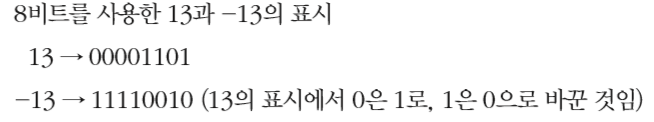 8비트를 사용한 13과 –13의 표시
13 → 00001101
–13 → 11110010 (13의 표시에서 0은 1로, 1은 0으로 바꾼 것임)